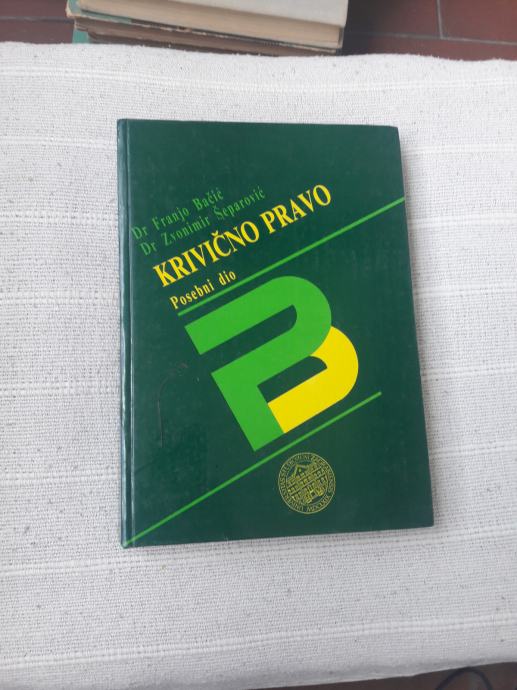 Dr Franjo Bačić
Dr Zvonimir Šeparović
KRIVIČNO PRAVO
Posebni dio